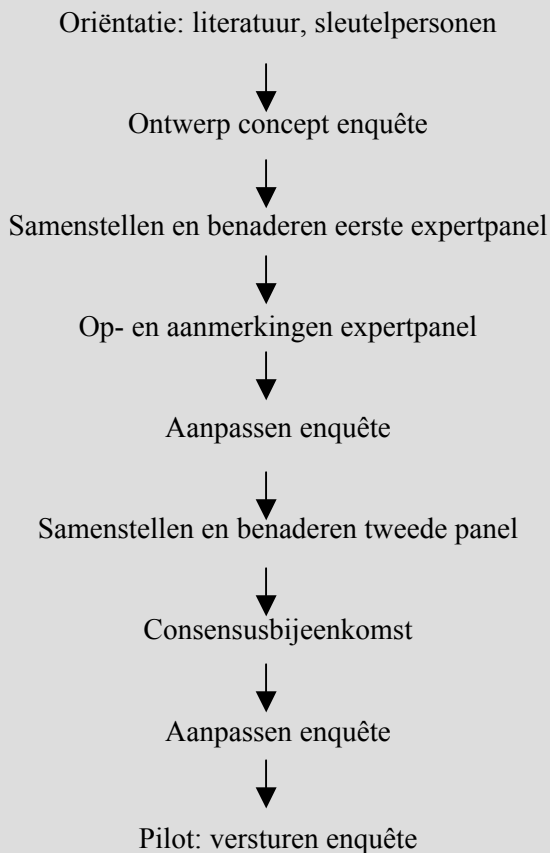 Oriëntatie: literatuur, sleutelpersonen
Ontwerp concept enquête
Samenstellen en benaderen eerste expertpanel
Op- en aanmerkingen expertpanel
Aanpassen enquête
Samenstellen en benaderen tweede panel
Consensusbijeenkomst
Aanpassen enquête
Pilot: versturen enquête